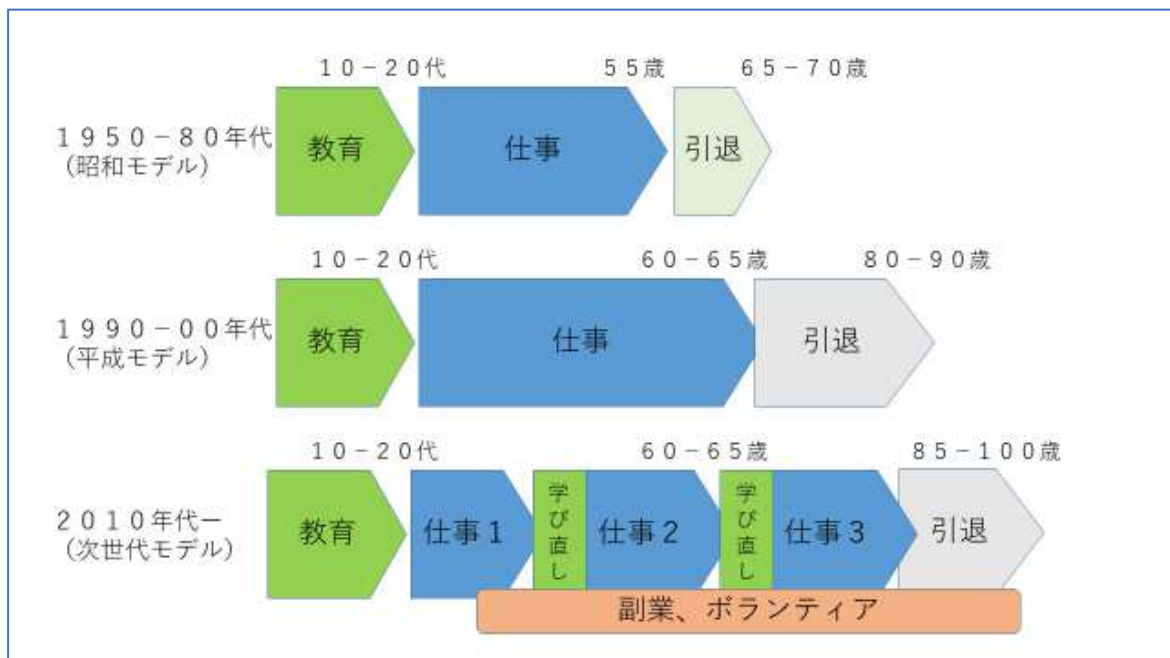 10-20代 55歳 65-70歳
1950-80年代
(昭和モデル)
教育 仕事 引退
10-20代 60-65歳 80-90歳
1990-00年代
(平成モデル)
教育 仕事 引退
10-20代 60-65歳 85-100歳
2010年代ー
(次世代モデル)
教育 仕事1 学び直し 仕事2 学び直し 仕事3 引退
副業、ボランティア